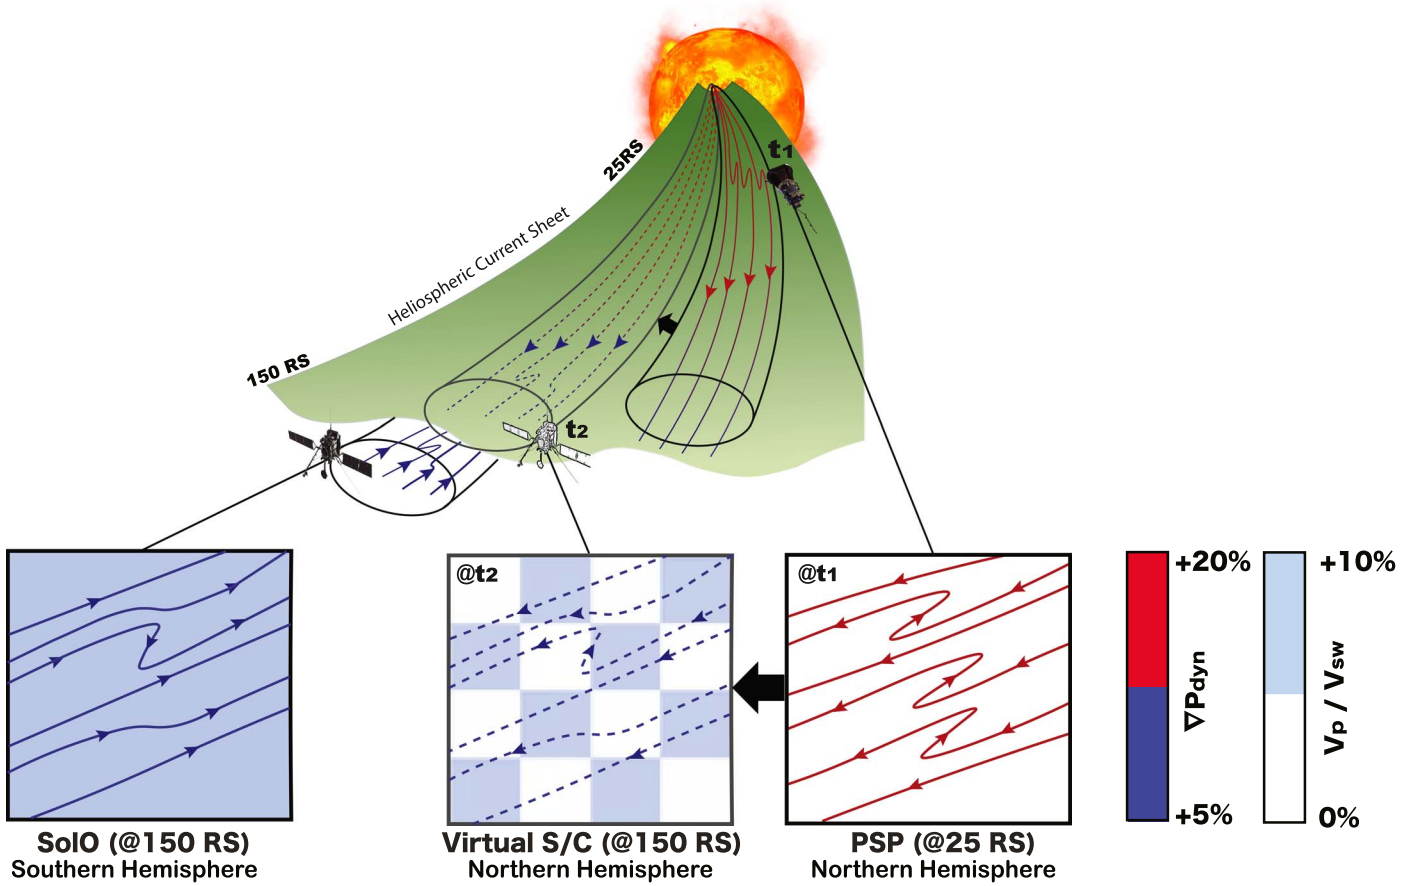 t1
25RS
Heliospheric Current Sheet
150 RS
t2
@t2
@t1
SolO (@150 RS)
Southern Hemisphere
Virtual S/C (@150 RS)
Northern Hemisphere
PSP (@25 RS)
Northern Hemisphere
+20%
∇Pdyn
+5%
+10%
Vp / Vsw
0%